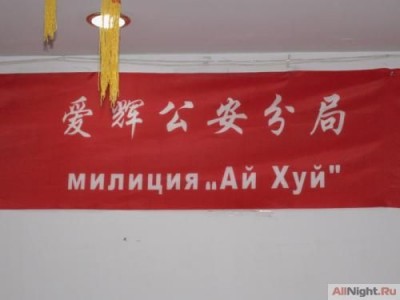 爱辉公安分局
милиция „Ай Хуй"
AllNight.Ru